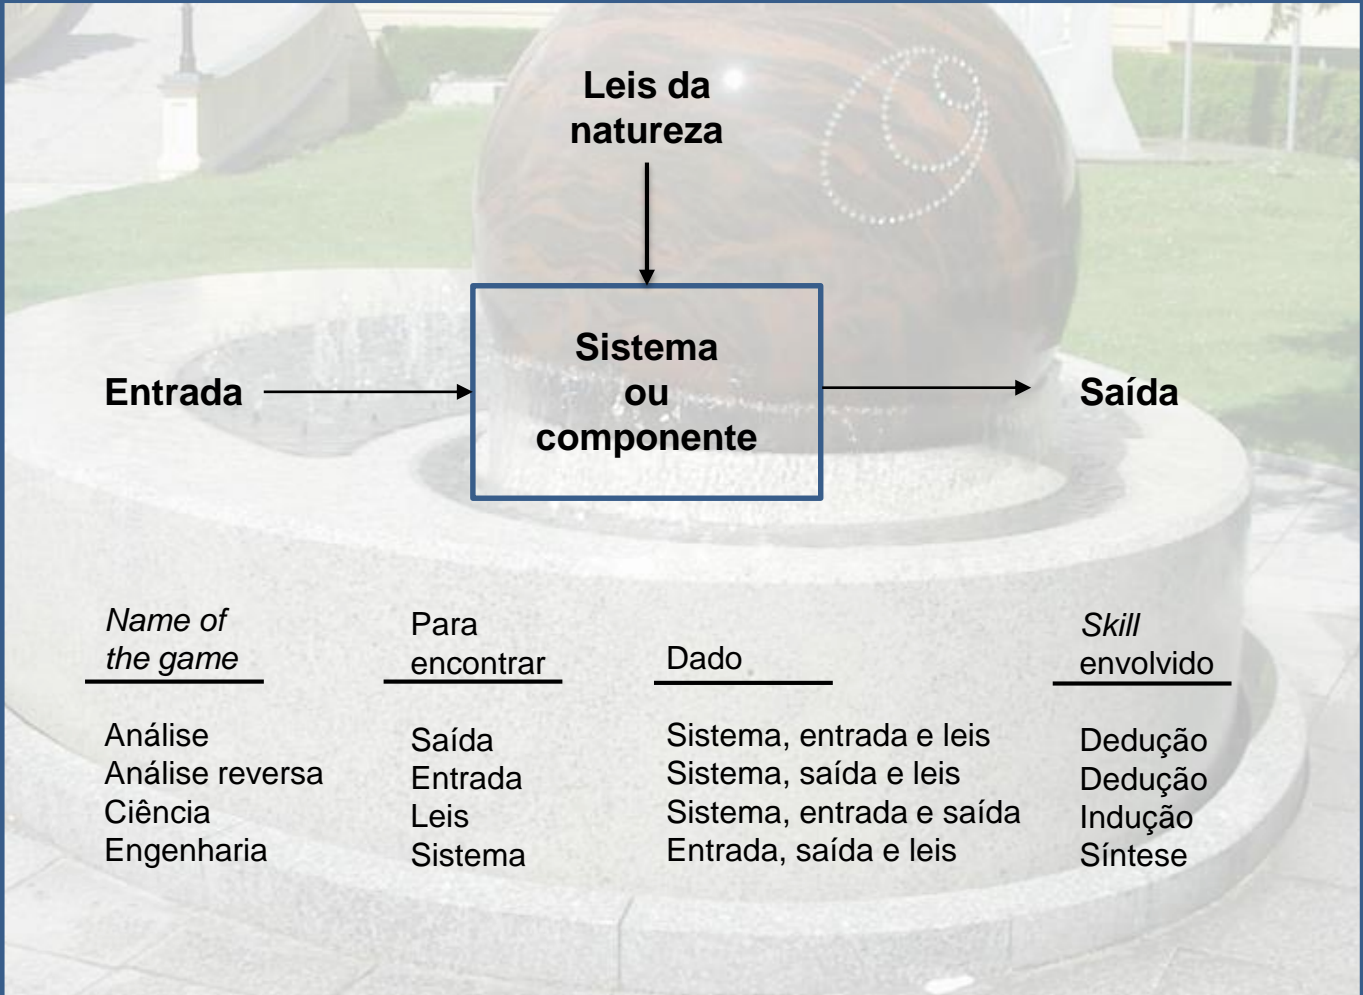 Leis da
natureza
Sistema
ou
componente
Entrada
Saída
Name of
the game
Análise
Análise reversa
Ciência
Engenharia
Para
encontrar
Saída
Entrada
Leis
Sistema
Dado
Sistema, entrada e leis
Sistema, saída e leis
Sistema, entrada e saída
Entrada, saída e leis
Skill
envolvido
Dedução
Dedução
Indução
Síntese